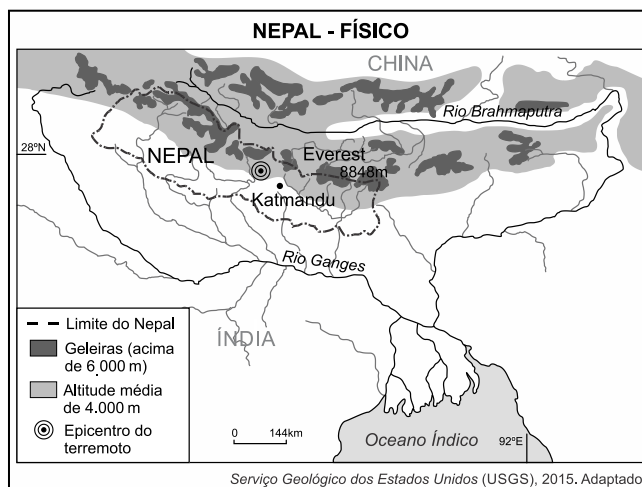 NEPAL - FÍSICO
CHINA
Rio Brahmaputra
28ºN
NEPAL
Everest
8848m
Katmandu
Rio Ganges
ÍNDIA
Limite do Nepal
Geleiras (acima
de 6 000 m)
Altitude média
de 4.000 m
Epicentro do
terremoto
0 144km
Oceano Índico
92ºE
Serviço Geológico dos Estados Unidos (USGS), 2015. Adaptado